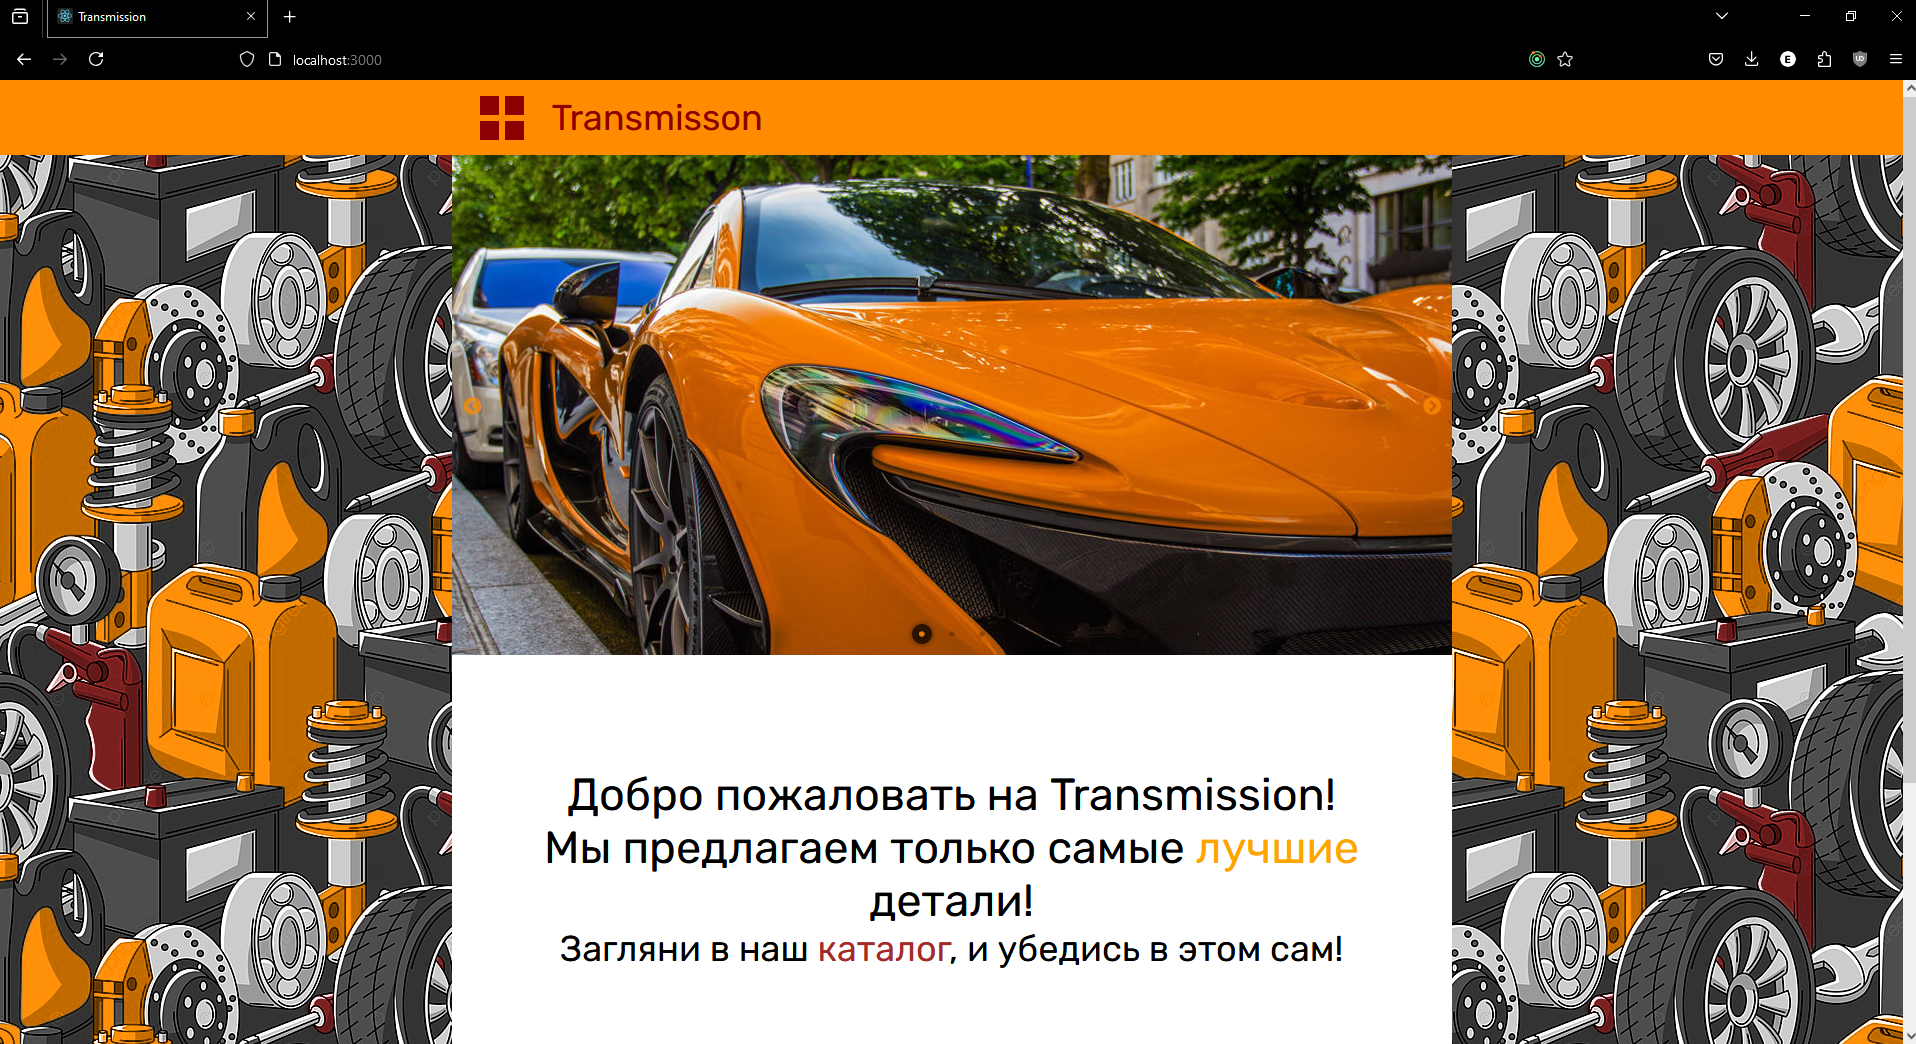 Transmission
localhost:3000
E
Transmisson
Добро пожаловать на Transmission!
Мы предлагаем только самые лучшие
детали!
Загляни в наш каталог, и убедись в этом сам!